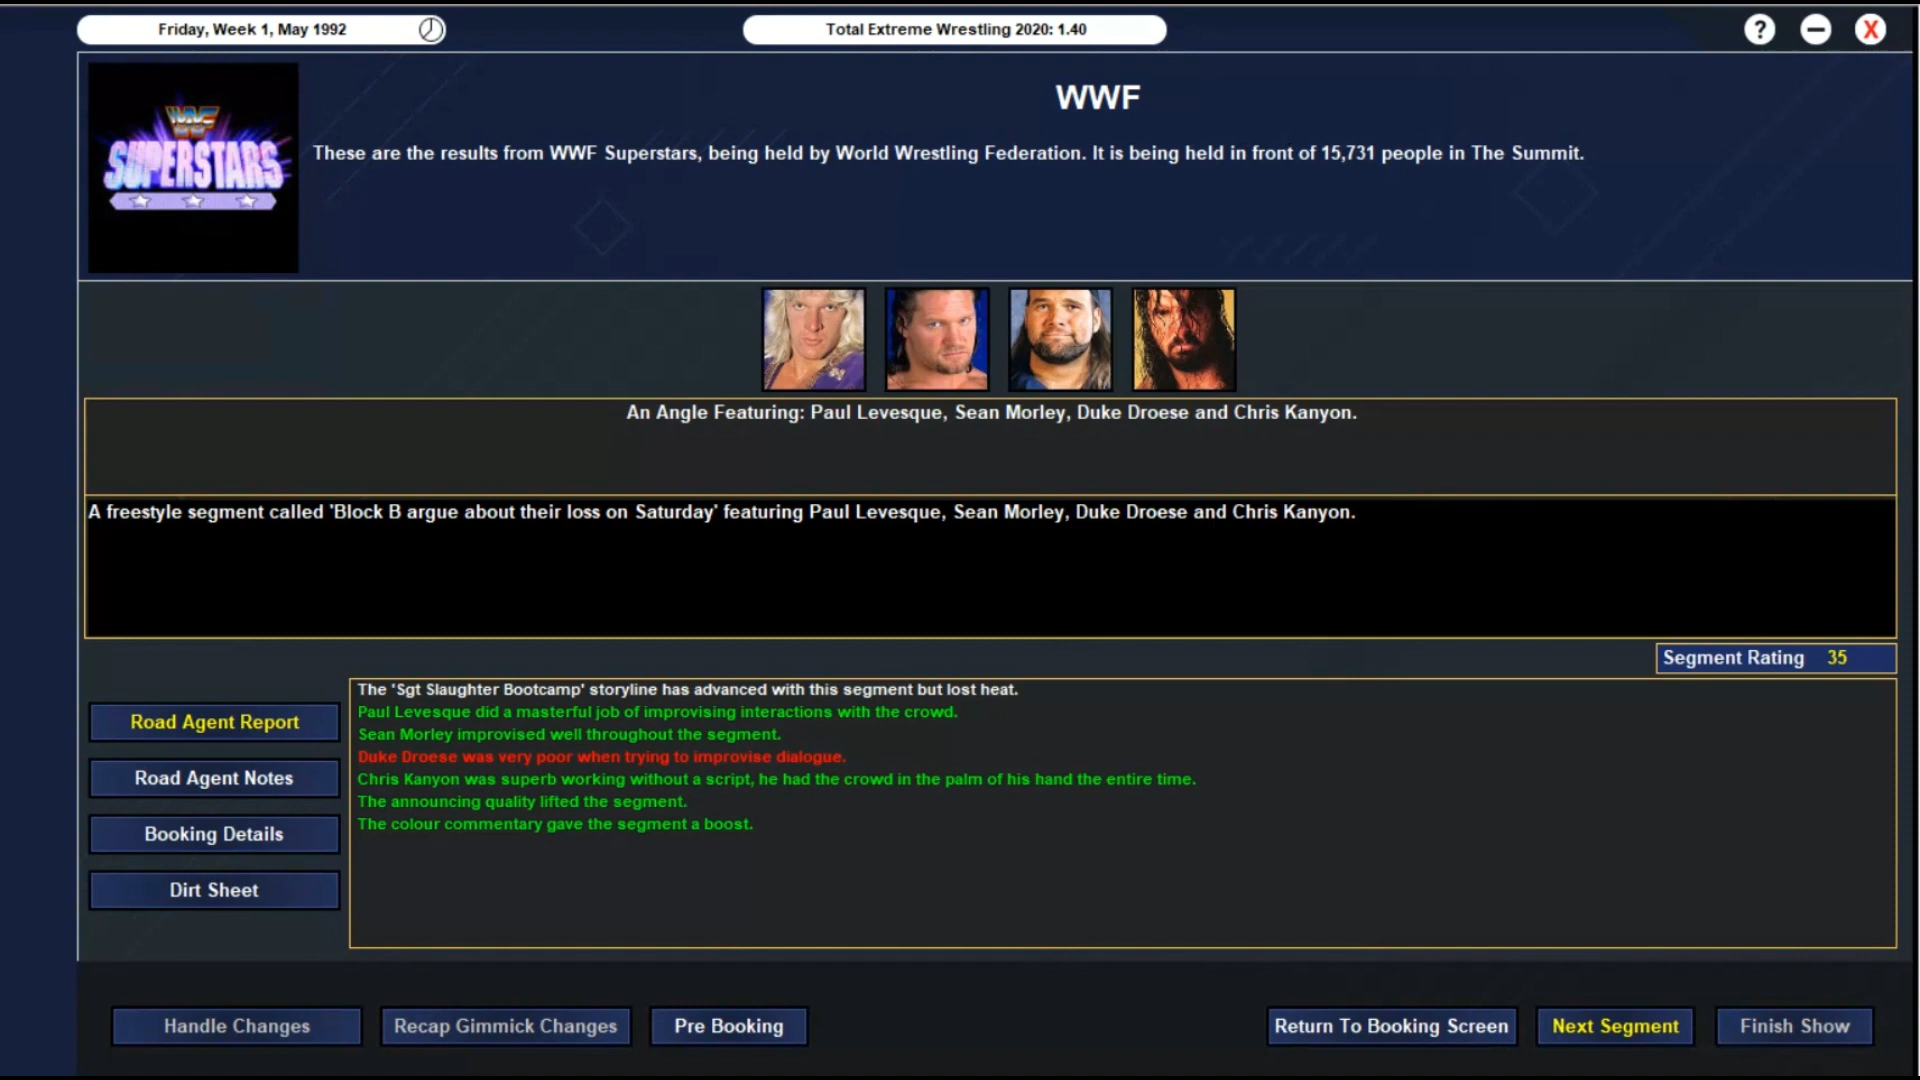 Friday, Week 1, May 1992
Total Extreme Wrestling 2020: 1.40
?
X
WWF
SUPERSTARS
WWF
These are the results from WWF Superstars, being held by World Wrestling Federation. It is being held in front of 15,731 people in The Summit.
An Angle Featuring: Paul Levesque, Sean Morley, Duke Droese and Chris Kanyon.
A freestyle segment called 'Block B argue about their loss on Saturday' featuring Paul Levesque, Sean Morley, Duke Droese and Chris Kanyon.
Segment Rating 35
Road Agent Report
Road Agent Notes
Booking Details
Dirt Sheet
The 'Sgt Slaughter Bootcamp' storyline has advanced with this segment but lost heat.
Paul Levesque did a masterful job of improvising interactions with the crowd.
Sean Morley improvised well throughout the segment.
Duke Droese was very poor when trying to improvise dialogue.
Chris Kanyon was superb working without a script, he had the crowd in the palm of his hand the entire time.
The announcing quality lifted the segment.
The colour commentary gave the segment a boost.
Handle Changes
Recap Gimmick Changes
Pre Booking
Return To Booking Screen
Next Segment
Finish Show